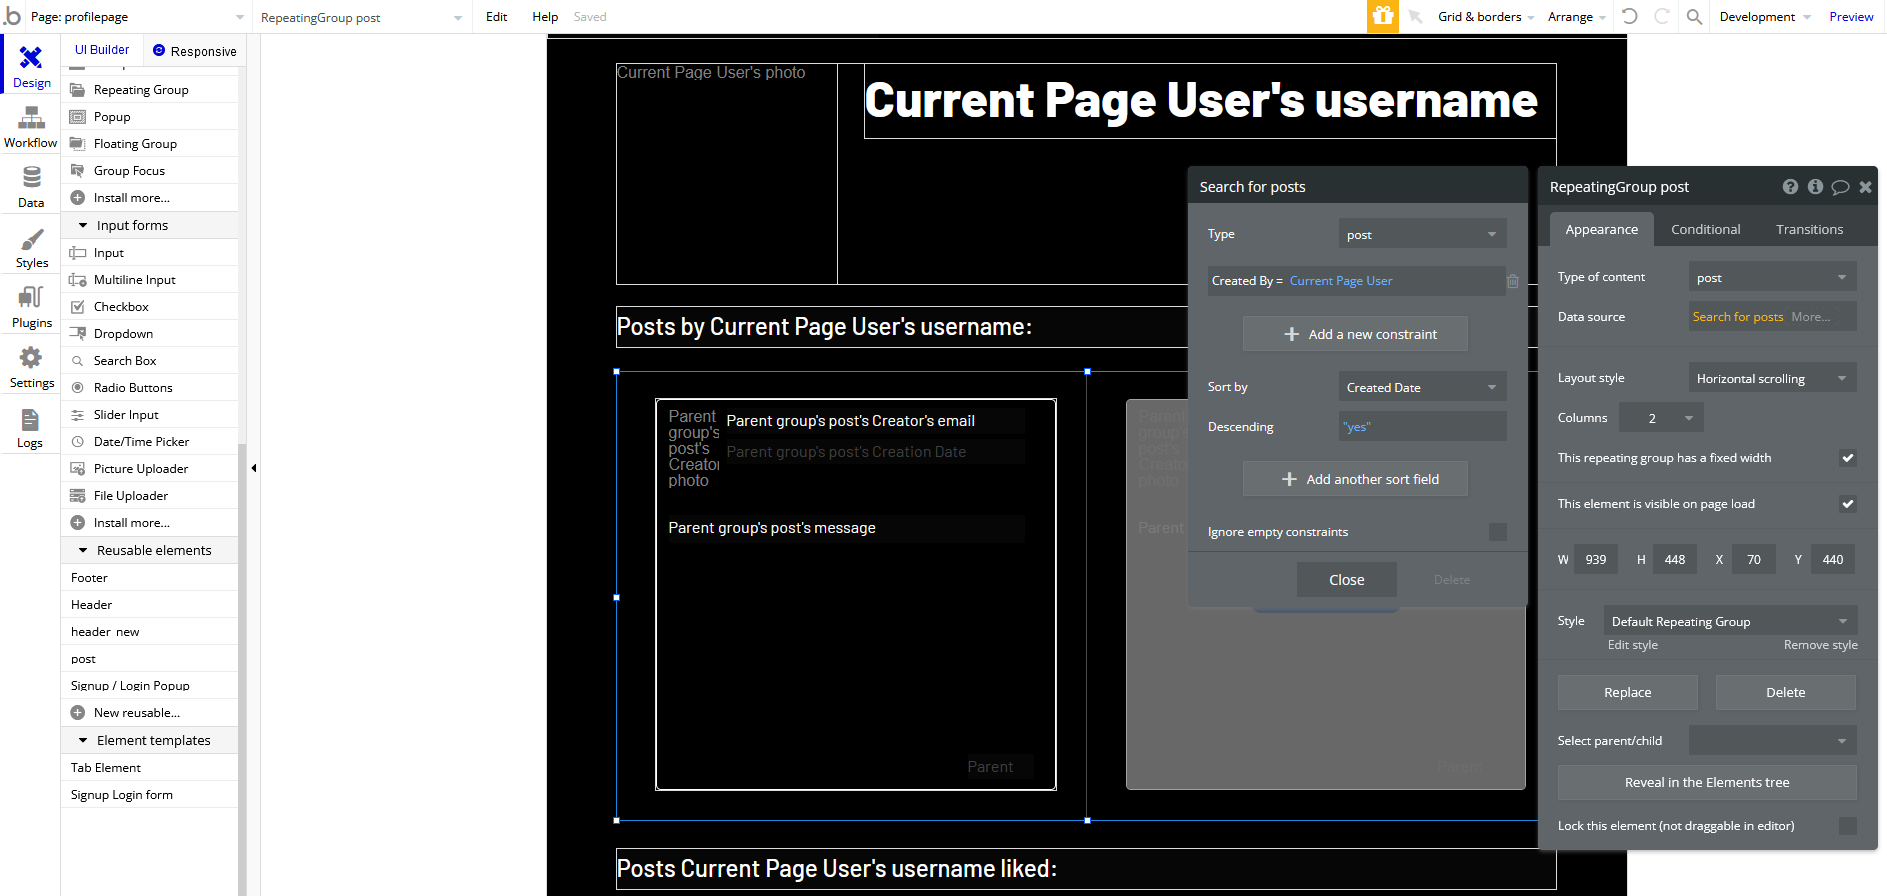 .b
Page: profilepage
RepeatingGroup post
Edit
Help
Saved
Grid & borders
Arrange
Development
Preview
Design
Workflow
Data
Styles
Plugins
Settings
Logs
UI Builder
Responsive
Repeating Group
Popup
Floating Group
Group Focus
Install more...
Input forms
Input
Multiline Input
Checkbox
Dropdown
Search Box
Radio Buttons
Slider Input
Date/Time Picker
Picture Uploader
File Uploader
Install more...
Reusable elements
Footer
Header
header new
post
Signup / Login Popup
New reusable...
Element templates
Tab Element
Signup Login form
Current Page User's photo
Current Page User's username
Posts by Current Page User's username:
Parent
group's
post's
Creator
photo
Parent group's post's Creator's email
Parent group's post's Creation Date
Parent group's post's message
Parent
Parent
group's
post's
Creato
photo
Parent
Parent
Posts Current Page User's username liked:
Search for posts
Type
post
Created By = Current Page User
Add a new constraint
Sort by
Created Date
Descending
"yes"
Add another sort field
Ignore empty constraints
Close
Delete
RepeatingGroup post
Appearance
Conditional
Transitions
Type of content
post
Data source
Search for posts More...
Layout style
Horizontal scrolling
Columns
2
This repeating group has a fixed width
This element is visible on page load
W 939 H 448 X 70 Y 440
Style
Default Repeating Group
Edit style
Remove style
Replace
Delete
Select parent/child
Reveal in the Elements tree
Lock this element (not draggable in editor)